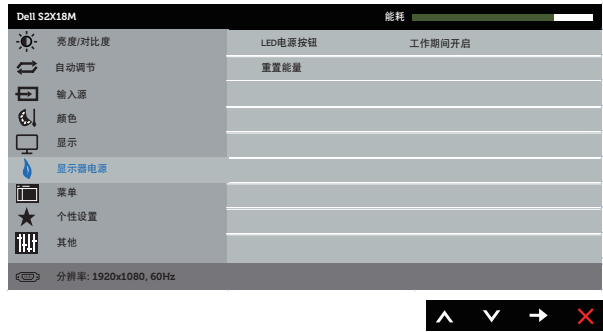 Dell S2X18M
能耗
亮度/对比度
LED电源按钮
工作期间开启
自动调节
重置能量
输入源
颜色
显示
显示器电源
菜单
个性设置
其他
分辨率: 1920x1080, 60Hz